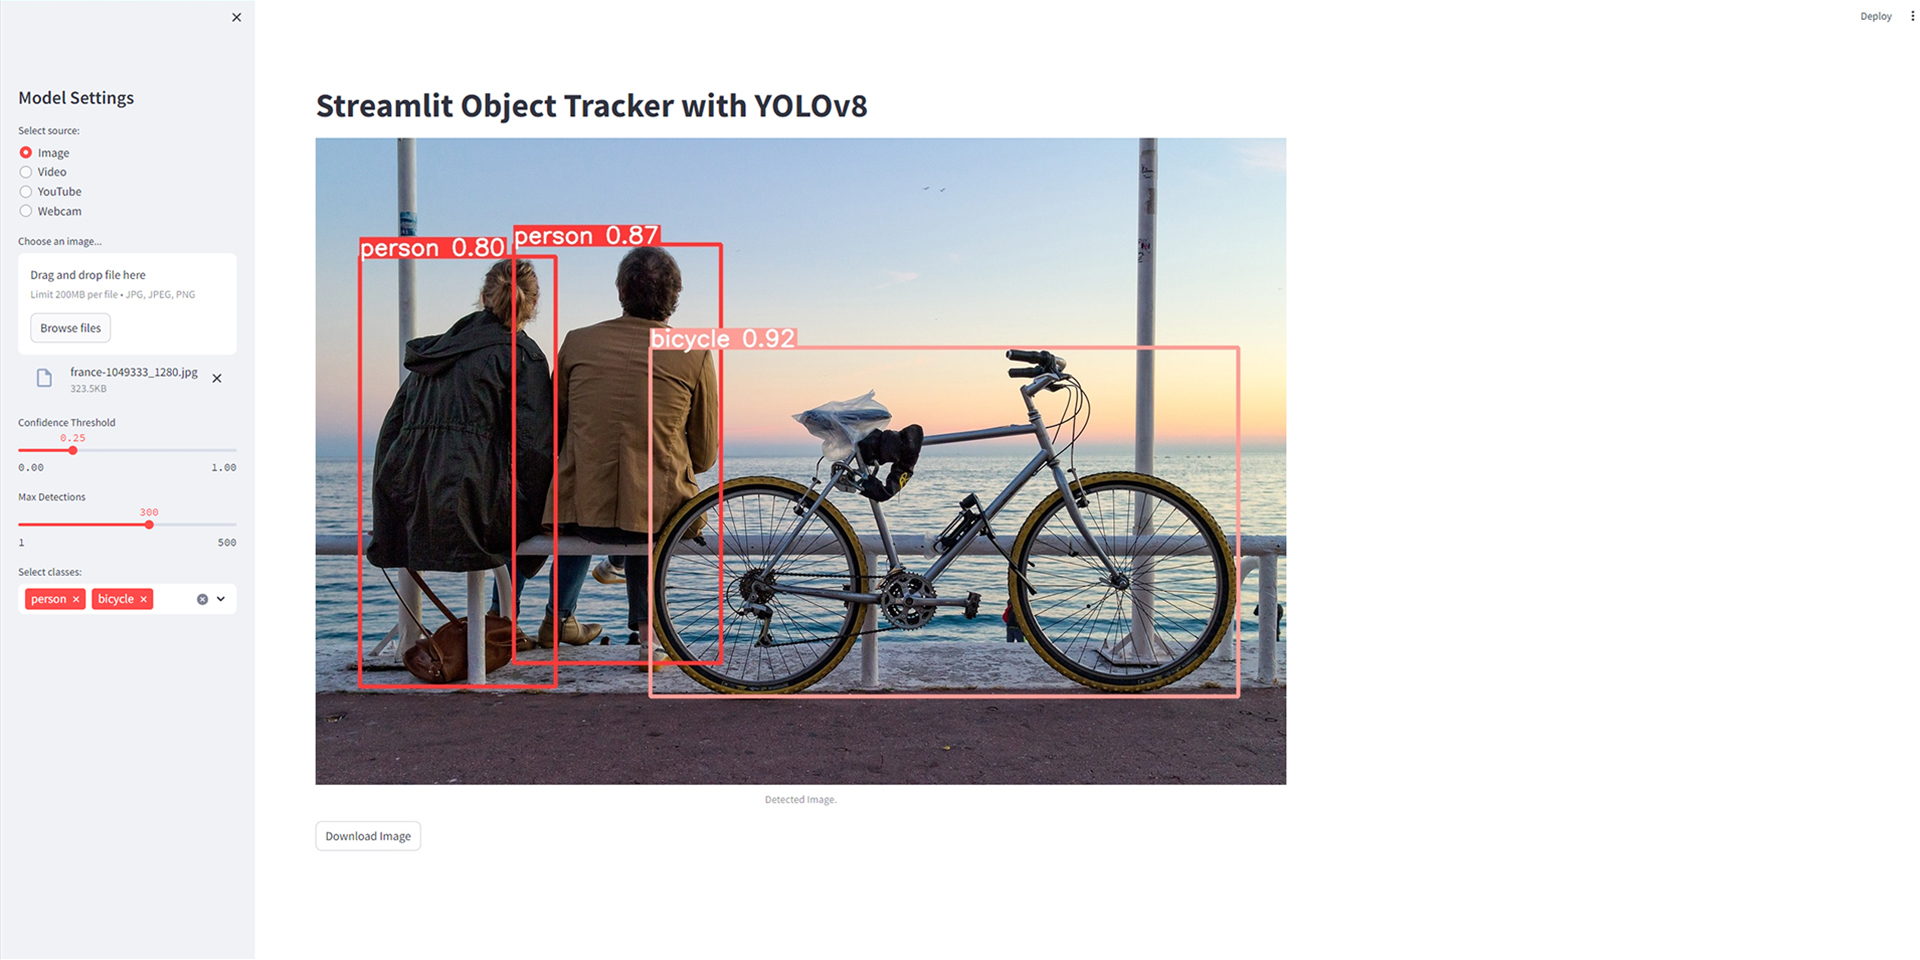 Deploy
Model Settings
Select source:
Image
Video
YouTube
Webcam
Choose an image...
Drag and drop file here
Limit 200MB per file • JPG, JPEG, PNG
Browse files
france-1049333_1280.jpg
323.5KB
Confidence Threshold
0.25
0.00 1.00
Max Detections
300
1 500
Select classes:
person bicycle
Streamlit Object Tracker with YOLOv8
person 0.80
person 0.87
bicycle 0.92
Detected Image.
Download Image